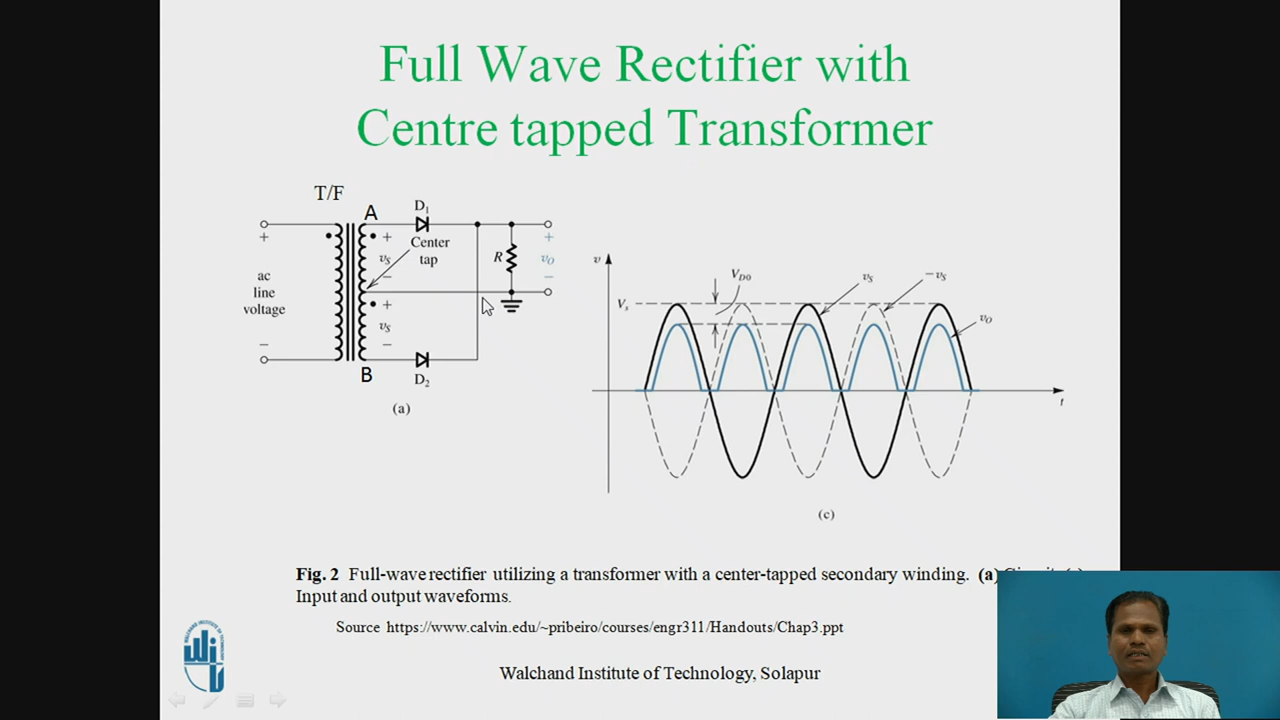 Full Wave Rectifier with
Centre tapped Transformer
T/F
A
D1
+
+
+
Center
tap
vS
−
R
vO
−
ac
line
voltage
+
vS
−
−
B
D2
(a)
v
VD0
vS
−vS
Vs
vO
t
(c)
Fig. 2 Full-wave rectifier utilizing a transformer with a center-tapped secondary winding. (a)
Input and output waveforms.
Source https://www.calvin.edu/~pribeiro/courses/engr311/Handouts/Chap3.ppt
Walchand Institute of Technology, Solapur